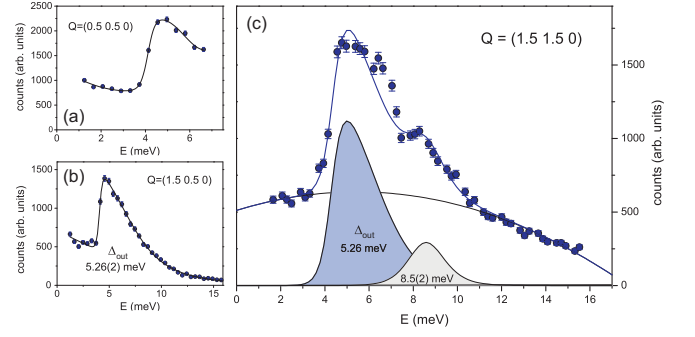 2500
2000
1500
1000
500
0
counts (arb. units)
Q=(0.5 0.5 0)
(a)
0 2 4 6
E (meV)
1500
1000
500
0
counts (arb. units)
(b)
Q=(1.5 0.5 0)
Δout
5.26(2) meV
0 5 10 15
E (meV)
(c)
Q = (1.5 1.5 0)
Δout
5.26 meV
8.5(2) meV
0 2 4 6 8 10 12 14 16
E (meV)
1500
1000
500
0
counts (arb. units)